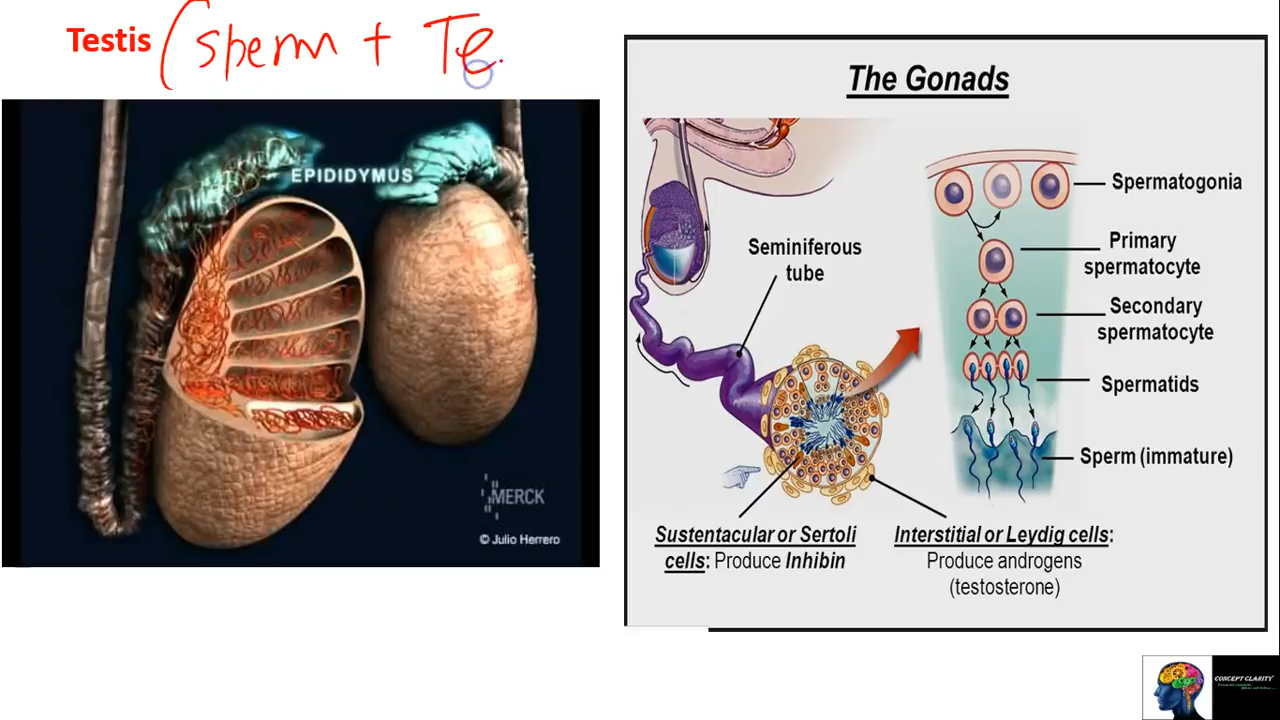 Testis (sperm + Te
EPIDIDYMUS
MERCK
© Julio Herrero
The Gonads
Spermatogonia
Primary
spermatocyte
Seminiferous
tube
Secondary
spermatocyte
Spermatids
Sperm (immature)
Sustentacular or Sertoli
cells: Produce Inhibin
Interstitial or Leydig cells:
Produce androgens
(testosterone)
CONCEPT CLARITY